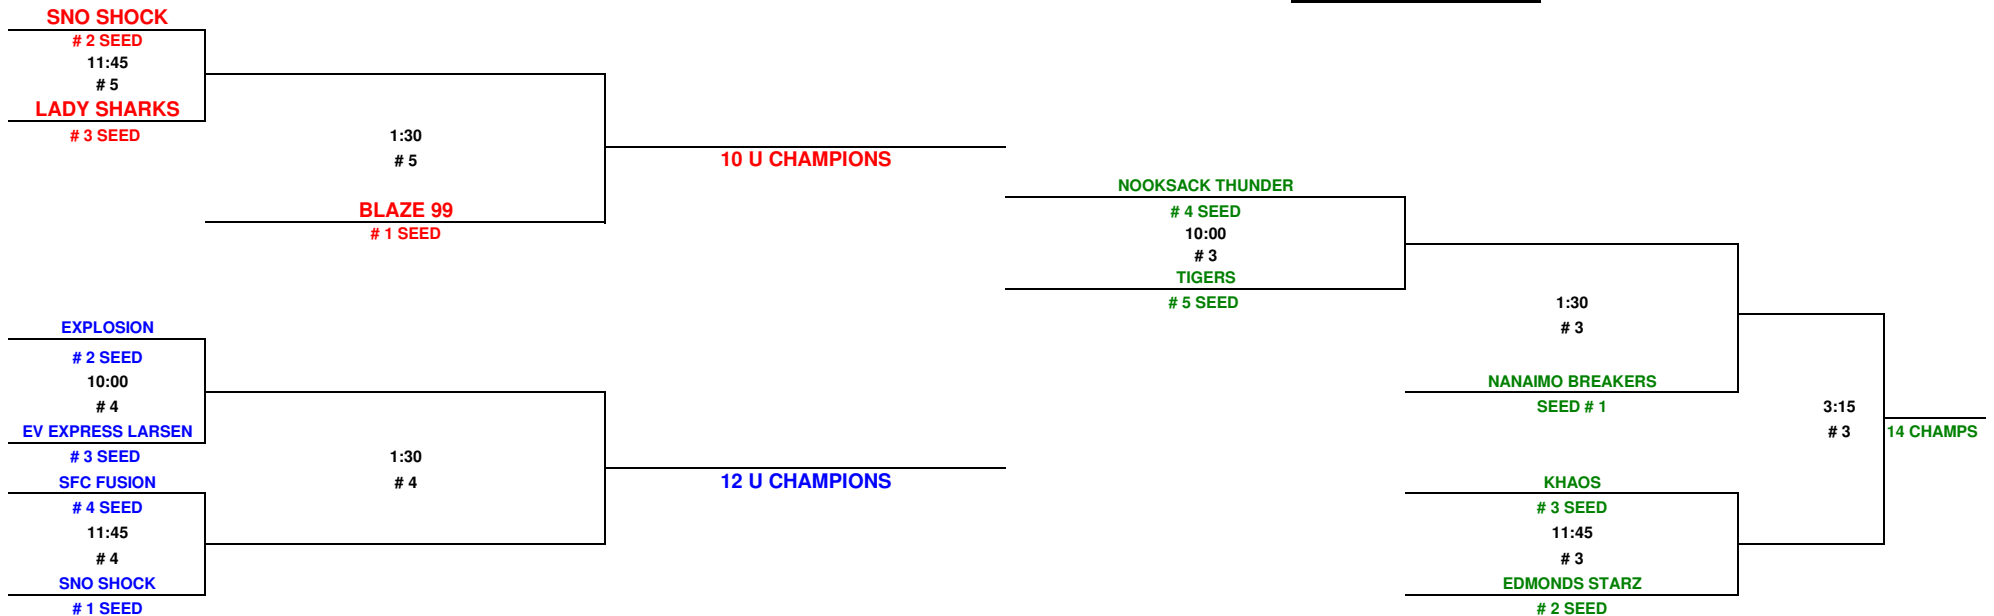 SNO SHOCK
# 2 SEED
11:45
# 5
LADY SHARKS
# 3 SEED
1:30
# 5
BLAZE 99
# 1 SEED
10 U CHAMPIONS
EXPLOSION
# 2 SEED
10:00
# 4
EV EXPRESS LARSEN
# 3 SEED
SFC FUSION
# 4 SEED
11:45
# 4
SNO SHOCK
# 1 SEED
1:30
# 4
12 U CHAMPIONS
NOOKSACK THUNDER
# 4 SEED
10:00
# 3
TIGERS
# 5 SEED
1:30
# 3
NANAIMO BREAKERS
SEED # 1
KHAOS
# 3 SEED
11:45
# 3
EDMONDS STARZ
# 2 SEED
3:15
# 3
14 CHAMPS